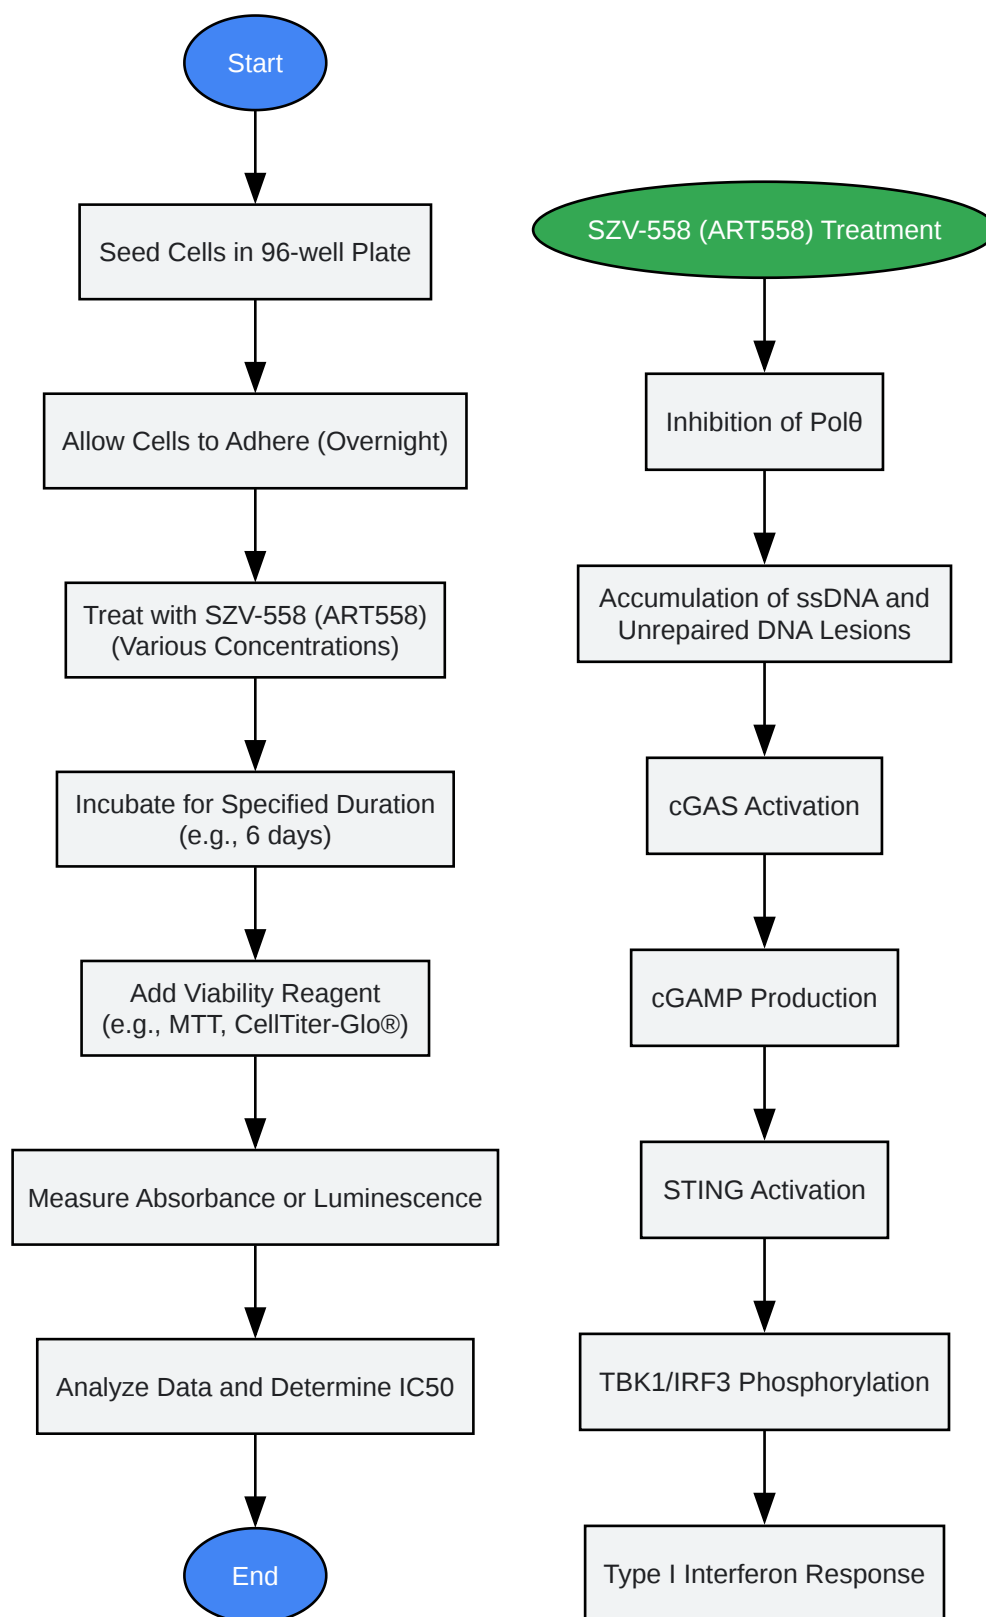 Start
Seed Cells in 96-well Plate
Allow Cells to Adhere (Overnight)
Treat with SZV-558 (ART558)
(Various Concentrations)
Incubate for Specified Duration
(e.g., 6 days)
Add Viability Reagent
(e.g., MTT, CellTiter-Glo®)
Measure Absorbance or Luminescence
Analyze Data and Determine IC50
End
SZV-558 (ART558) Treatment
Inhibition of Polθ
Accumulation of ssDNA and
Unrepaired DNA Lesions
cGAS Activation
cGAMP Production
STING Activation
TBK1/IRF3 Phosphorylation
Type I Interferon Response